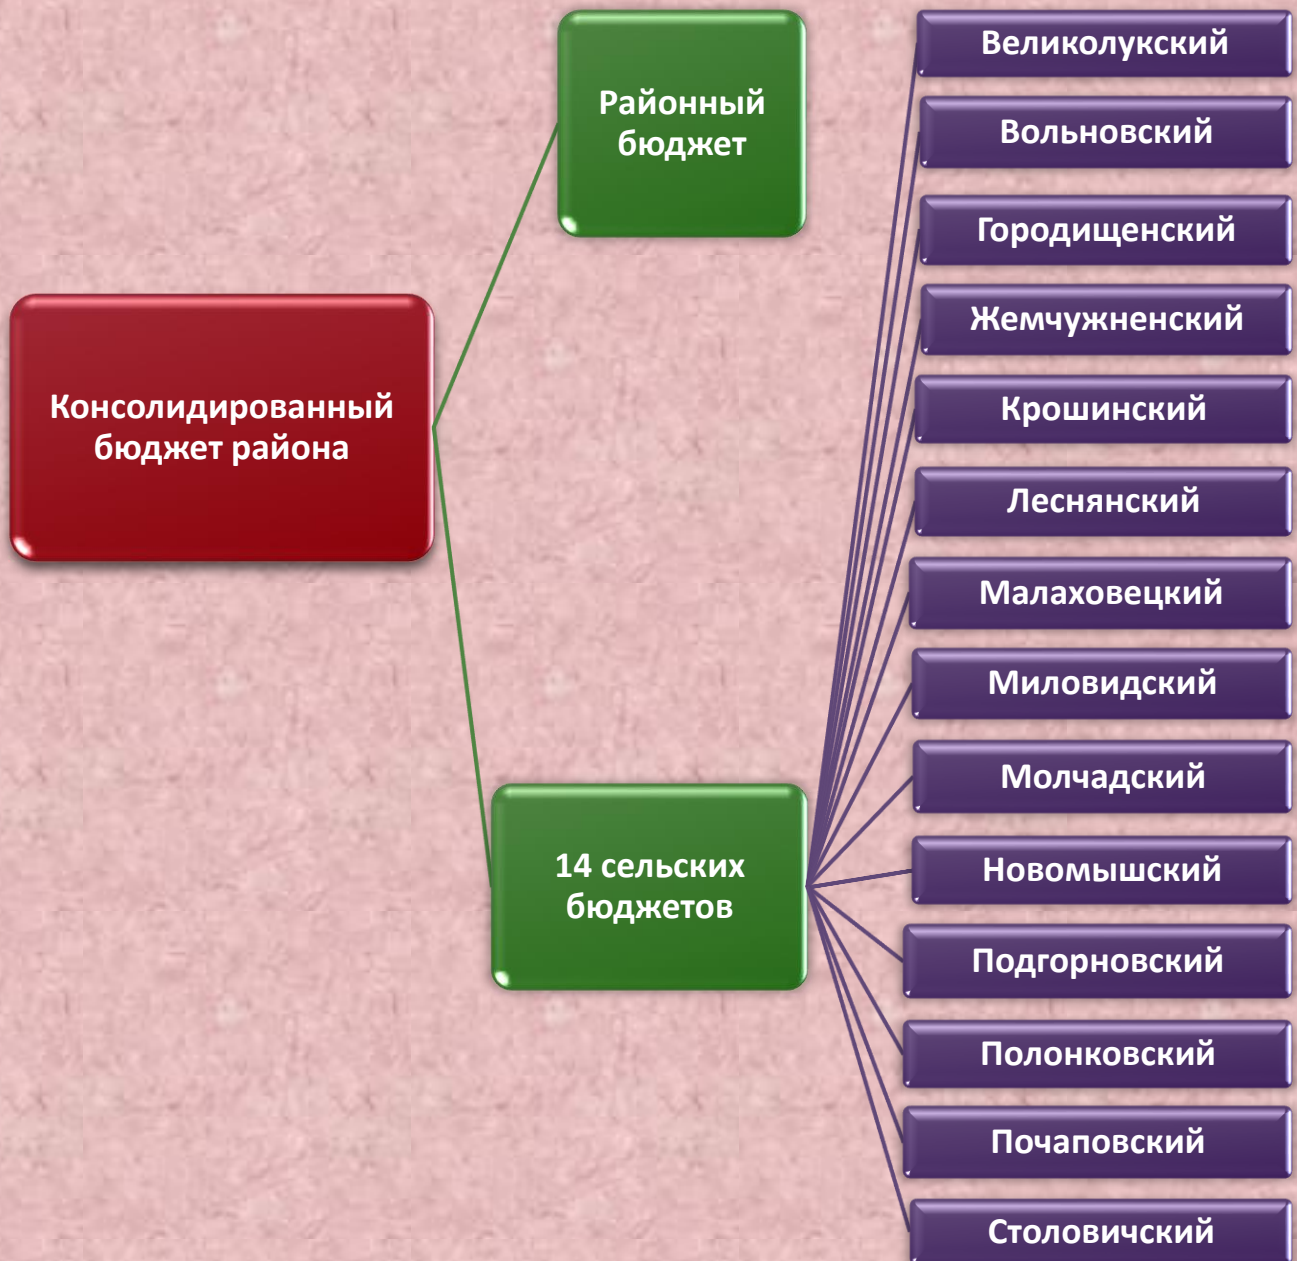 Консолидированный
бюджет района
Районный
бюджет
14 сельских
бюджетов
Великолукский
Вольновский
Городищенский
Жемчужненский
Крошинский
Леснянский
Малаховецкий
Миловидский
Молчадский
Новомышский
Подгорновский
Полонковский
Почаповский
Столовичский